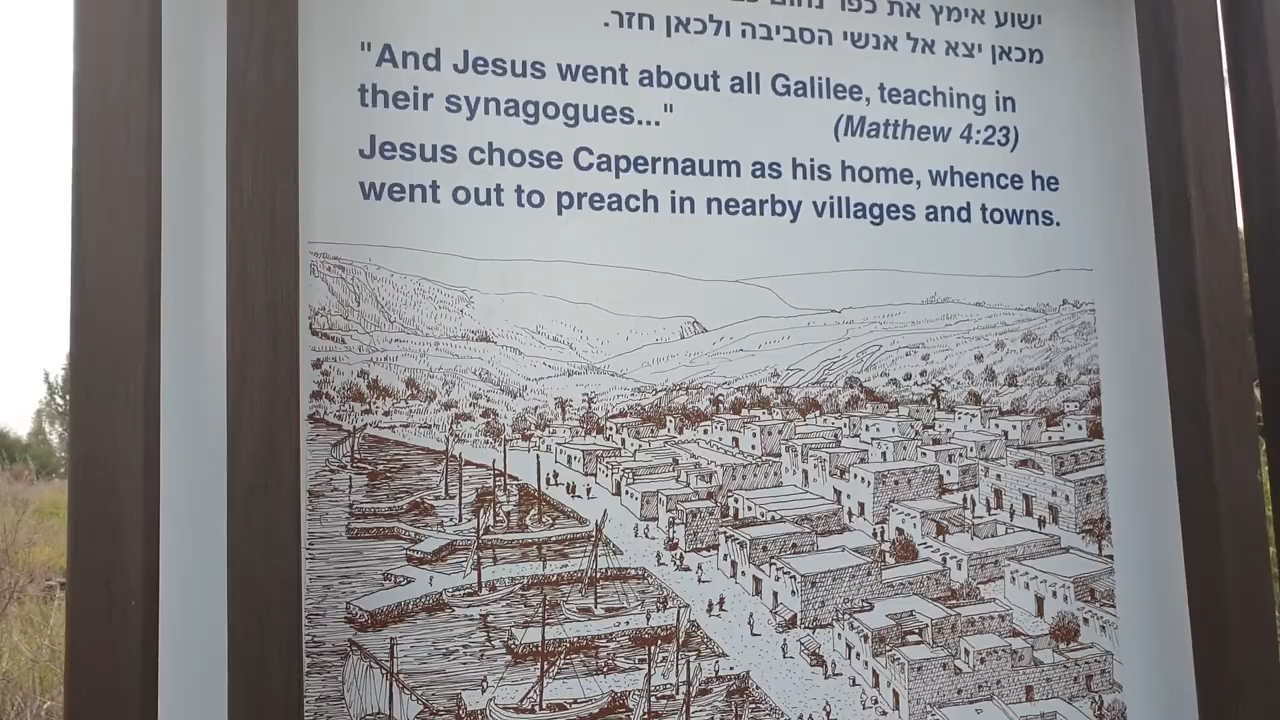 ישוע אימץ את כפר נחום
מכאן יצא אל אנשי הסביבה ולכאן חזר.
"And Jesus went about all Galilee, teaching in
their synagogues..." (Matthew 4:23)
Jesus chose Capernaum as his home, whence he
went out to preach in nearby villages and towns.